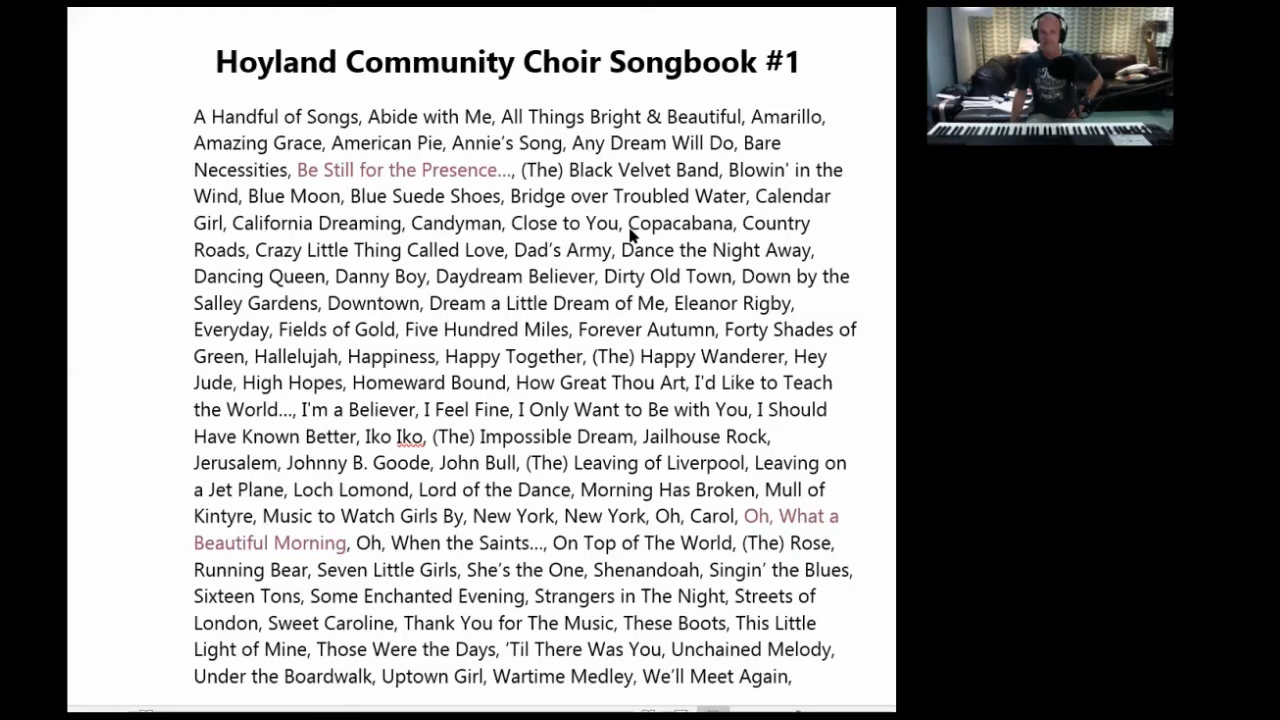 Hoyland Community Choir Songbook #1
A Handful of Songs, Abide with Me, All Things Bright & Beautiful, Amarillo,
Amazing Grace, American Pie, Annie’s Song, Any Dream Will Do, Bare
Necessities, Be Still for the Presence..., (The) Black Velvet Band, Blowin' in the
Wind, Blue Moon, Blue Suede Shoes, Bridge over Troubled Water, Calendar
Girl, California Dreaming, Candyman, Close to You, Copacabana, Country
Roads, Crazy Little Thing Called Love, Dad’s Army, Dance the Night Away,
Dancing Queen, Danny Boy, Daydream Believer, Dirty Old Town, Down by the
Salley Gardens, Downtown, Dream a Little Dream of Me, Eleanor Rigby,
Everyday, Fields of Gold, Five Hundred Miles, Forever Autumn, Forty Shades of
Green, Hallelujah, Happiness, Happy Together, (The) Happy Wanderer, Hey
Jude, High Hopes, Homeward Bound, How Great Thou Art, I'd Like to Teach
the World..., I'm a Believer, I Feel Fine, I Only Want to Be with You, I Should
Have Known Better, Iko Iko, (The) Impossible Dream, Jailhouse Rock,
Jerusalem, Johnny B. Goode, John Bull, (The) Leaving of Liverpool, Leaving on
a Jet Plane, Loch Lomond, Lord of the Dance, Morning Has Broken, Mull of
Kintyre, Music to Watch Girls By, New York, New York, Oh, Carol, Oh, What a
Beautiful Morning, Oh, When the Saints..., On Top of The World, (The) Rose,
Running Bear, Seven Little Girls, She’s the One, Shenandoah, Singin’ the Blues,
Sixteen Tons, Some Enchanted Evening, Strangers in The Night, Streets of
London, Sweet Caroline, Thank You for The Music, These Boots, This Little
Light of Mine, Those Were the Days, ‘Til There Was You, Unchained Melody,
Under the Boardwalk, Uptown Girl, Wartime Medley, We’ll Meet Again,